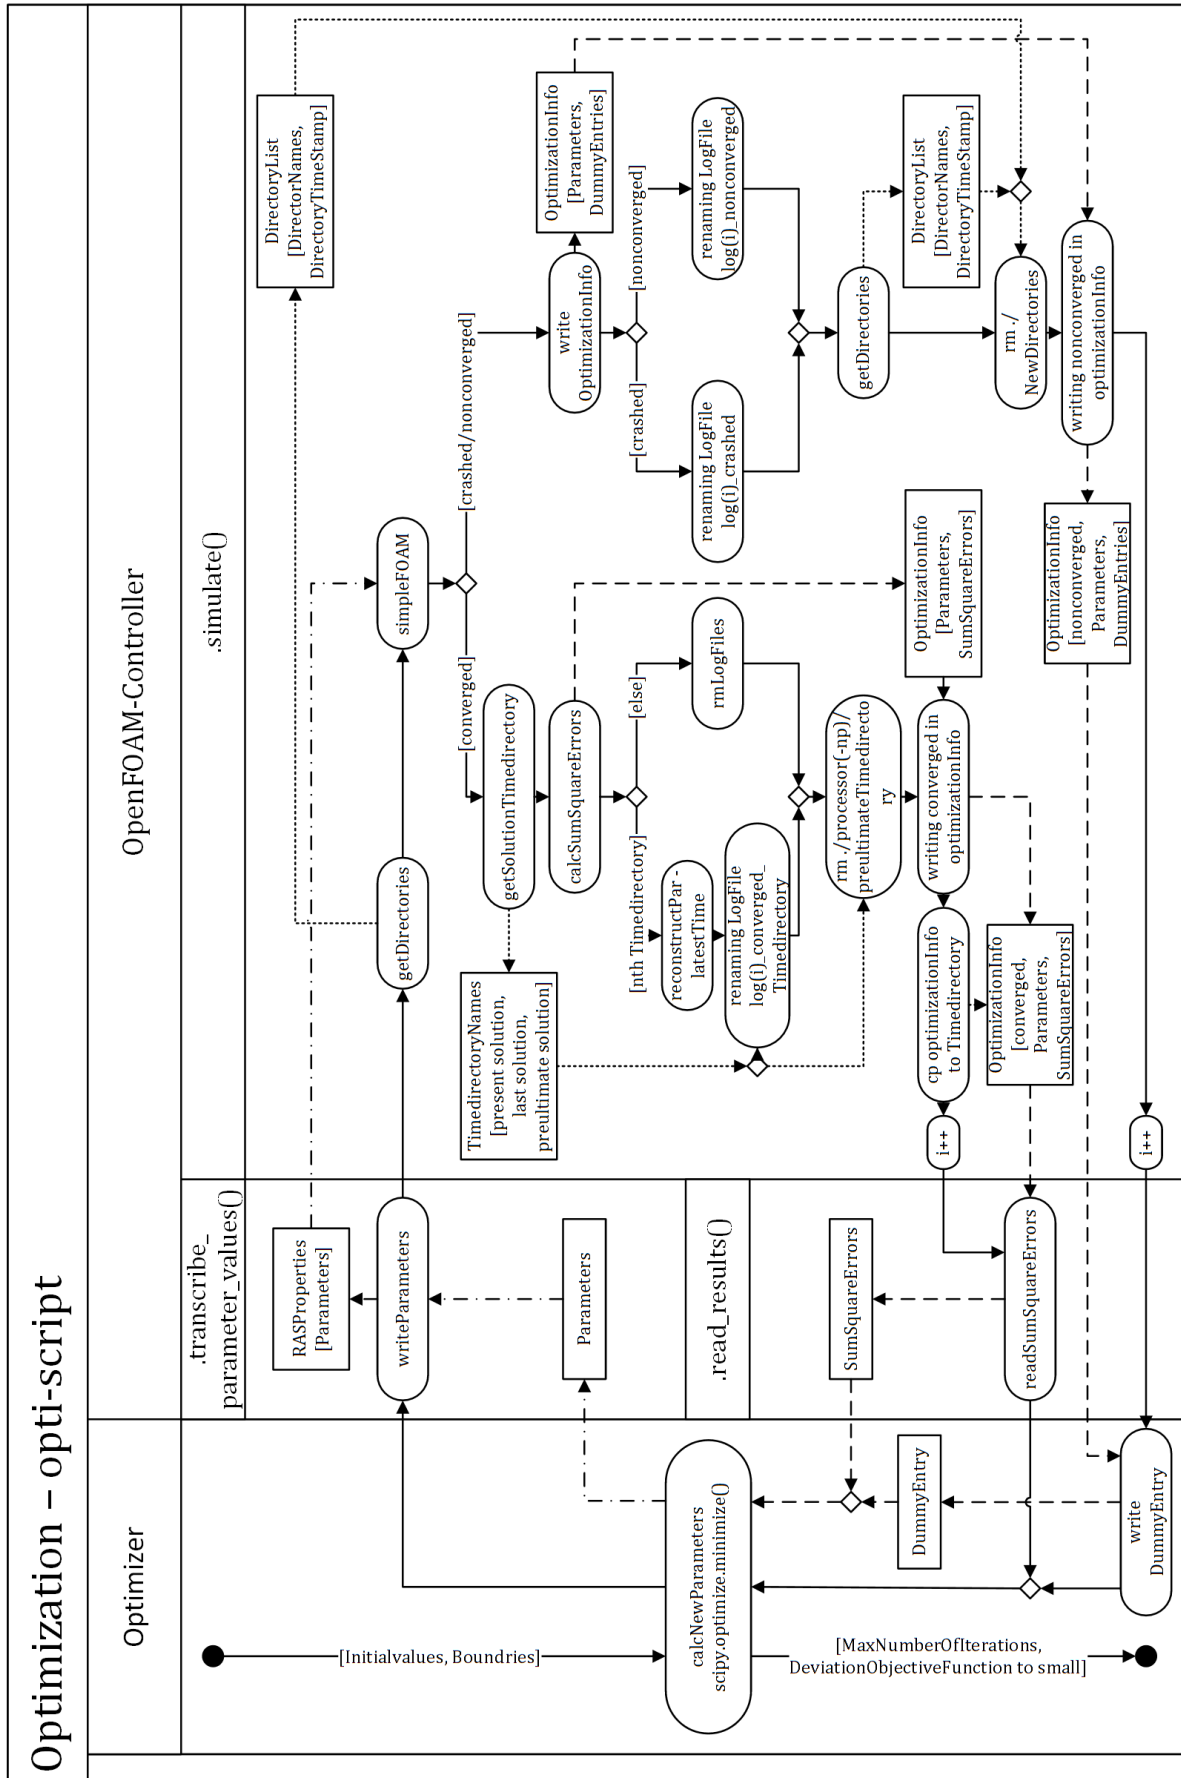 Optimization – opti-script
Optimizer
OpenFOAM-Controller
.transcribe_
parameter_values()
.simulate()
.read_results()
[Initialvalues, Boundries]
calcNewParameters
scipy.optimize.minimize()
[MaxNumberOfIterations,
DeviationObjectiveFunction to small]
DummyEntry
write
DummyEntry
RASProperties
[Parameters]
writeParameters
Parameters
SumSquareErrors
readSumSquareErrors
DirectoryList
[DirectorNames,
DirectoryTimeStamp]
getDirectories
simpleFOAM
[converged]
[crashed/nonconverged]
getSolutionTimedirectory
TimedirectoryNames
[present solution,
last solution,
preultimate solution]
calcSumSquareErrors
[nth Timedirectory]
[else]
reconstructPar -
latestTime
renaming LogFile
log(i)_converged_
Timedirectory
rmLogFiles
rm ./processor(-np)/
preultimateTimedirecto
ry
OptimizationInfo
[Parameters,
SumSquareErrors]
writing converged in
optimizationInfo
cp optimizationInfo
to Timedirectory
OptimizationInfo
[converged,
Parameters,
SumSquareErrors]
i++
write
OptimizationInfo
OptimizationInfo
[Parameters,
DummyEntries]
[crashed]
[nonconverged]
renaming LogFile
log(i)_crashed
renaming LogFile
log(i)_nonconverged
getDirectories
DirectoryList
[DirectorNames,
DirectoryTimeStamp]
rm ./
NewDirectories
writing nonconverged in
optimizationInfo
OptimizationInfo
[nonconverged,
Parameters,
DummyEntries]
i++